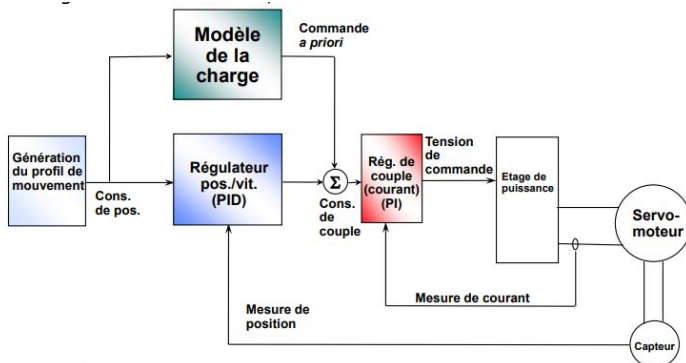 Modèle
de la
charge
Commande
a priori
Génération
du profil de
mouvement
Cons.
de pos.
Régulateur
pos./vit.
(PID)
Σ
Cons.
de
couple
Rég. de
couple
(courant)
(PI)
Tension
de
commande
Etage de
puissance
Servo-
moteur
Mesure de courant
Mesure de
position
Capteur